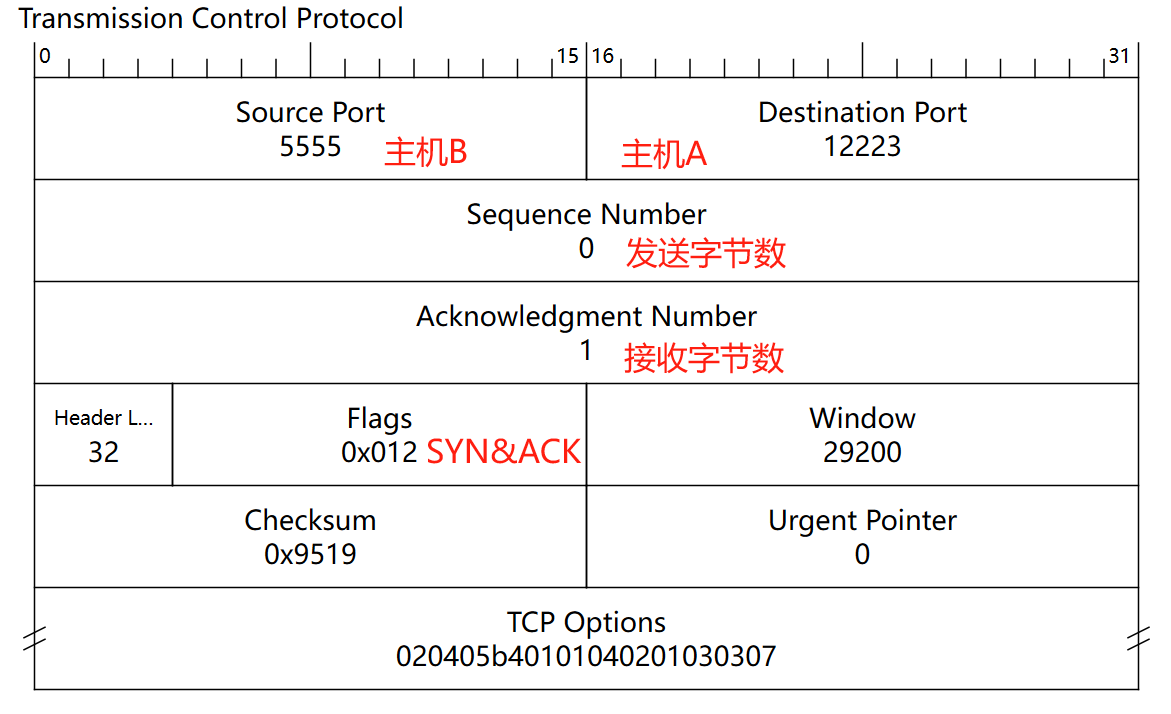 Transmission Control Protocol
0 15 16 31
Source Port Destination Port
5555 主机B 主机A 12223
Sequence Number
0 发送字节数
Acknowledgment Number
1 接收字节数
Header L... Flags Window
32 0x012 SYN&ACK 29200
Checksum Urgent Pointer
0x9519 0
TCP Options
020405b40101040201030307